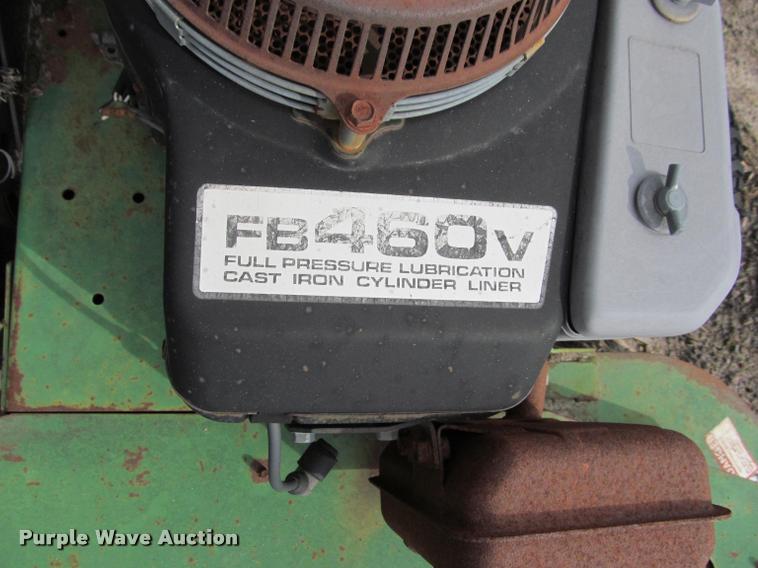 FB460V
FULL PRESSURE LUBRICATION
CAST IRON CYLINDER LINER
Purple Wave Auction